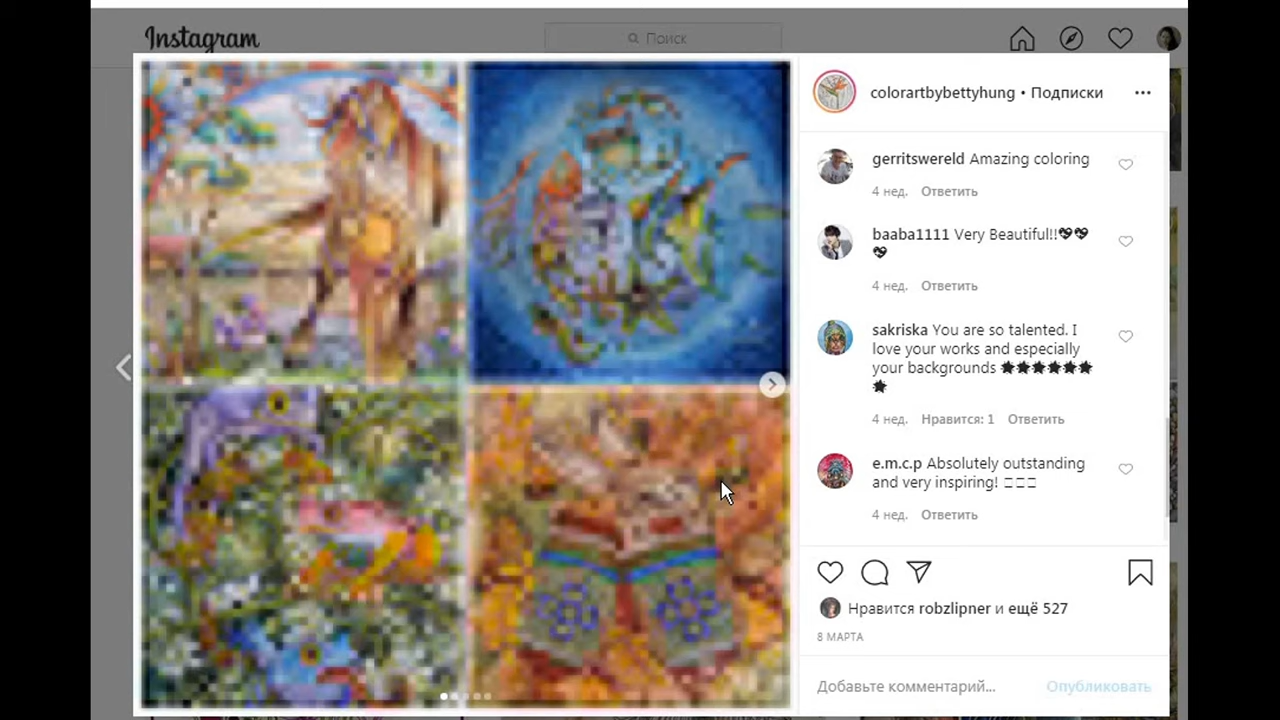 Instagram
Поиск
colorartbybettyhung • Подписки
gerritswereld Amazing coloring
4 нед. Ответить
baaba1111 Very Beautiful!!💖💖
💖
4 нед. Ответить
sakriska You are so talented. I
love your works and especially
your backgrounds ✸✸✸✸✸✸
✸
4 нед. Нравится: 1 Ответить
e.m.c.p Absolutely outstanding
and very inspiring! □□□
4 нед. Ответить
Нравится robzlipner и ещё 527
8 МАРТА
Добавьте комментарий... Опубликовать